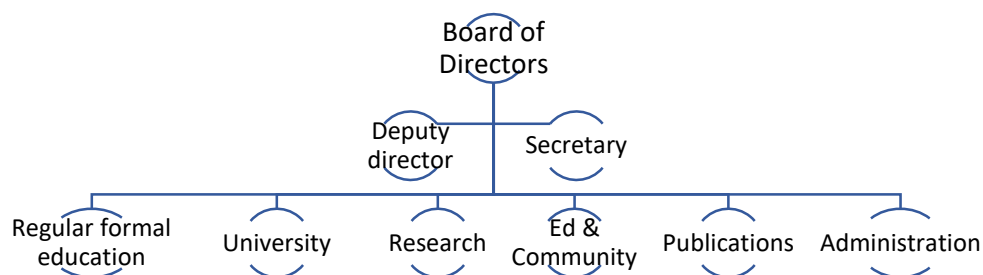 Board of
Directors
Deputy
director
Secretary
Regular formal
education
University
Research
Ed &
Community
Publications
Administration